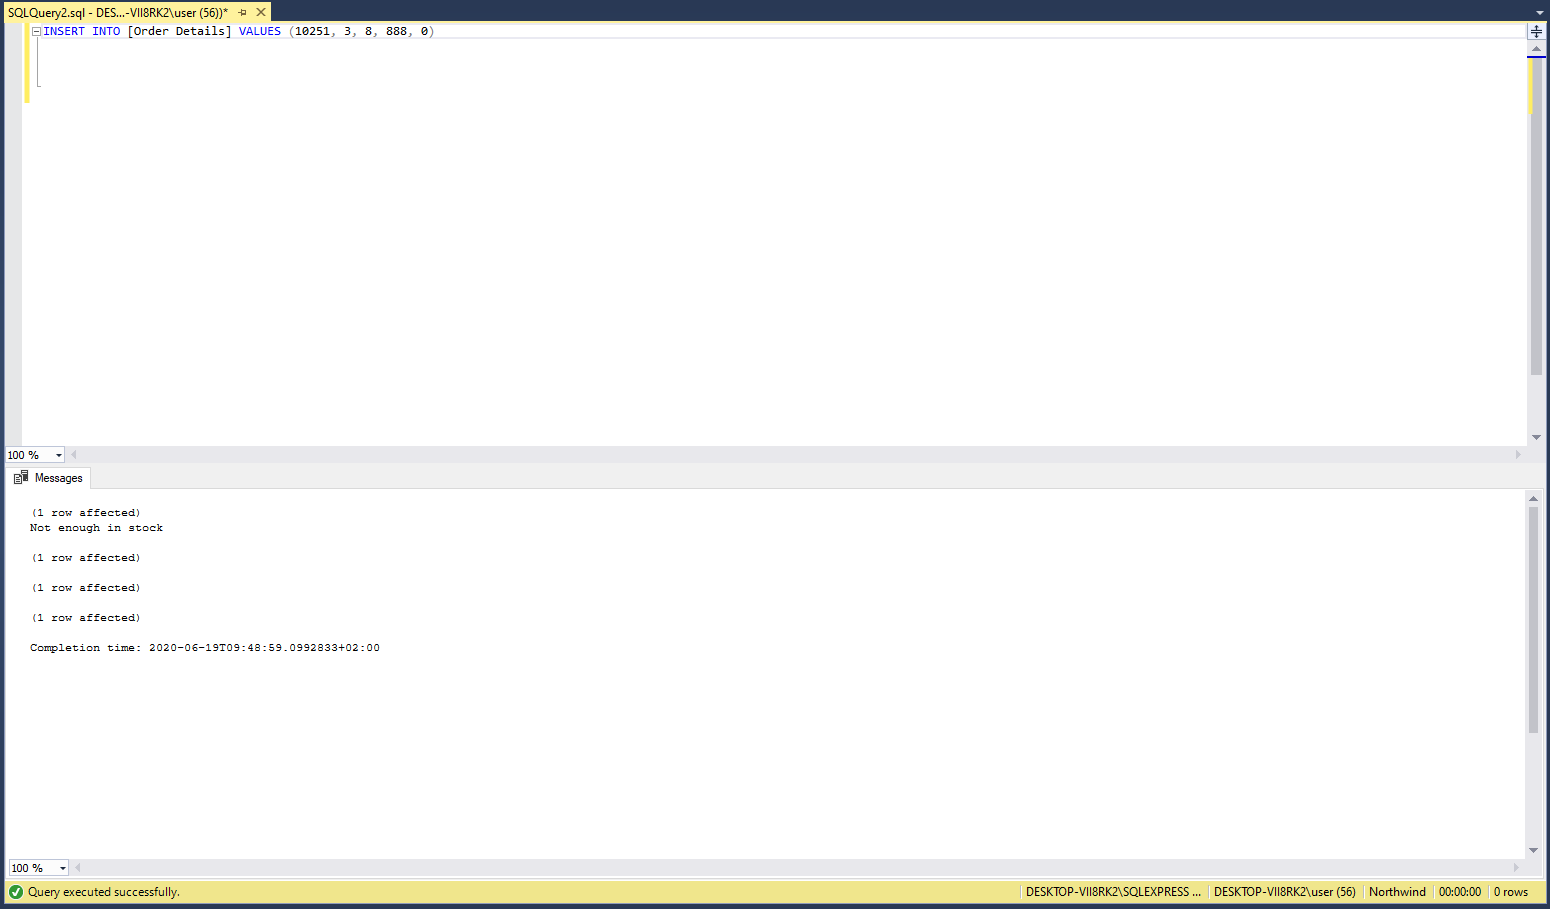 SQLQuery2.sql - DES...-VII8RK2\user (56))*
INSERT INTO [Order Details] VALUES (10251, 3, 8, 888, 0)
100 %
Messages
(1 row affected)
Not enough in stock
(1 row affected)
(1 row affected)
(1 row affected)
Completion time: 2020-06-19T09:48:59.0992833+02:00
100 %
Query executed successfully. DESKTOP-VII8RK2\SQLEXPRESS ... DESKTOP-VII8RK2\user (56) Northwind 00:00:00 0 rows